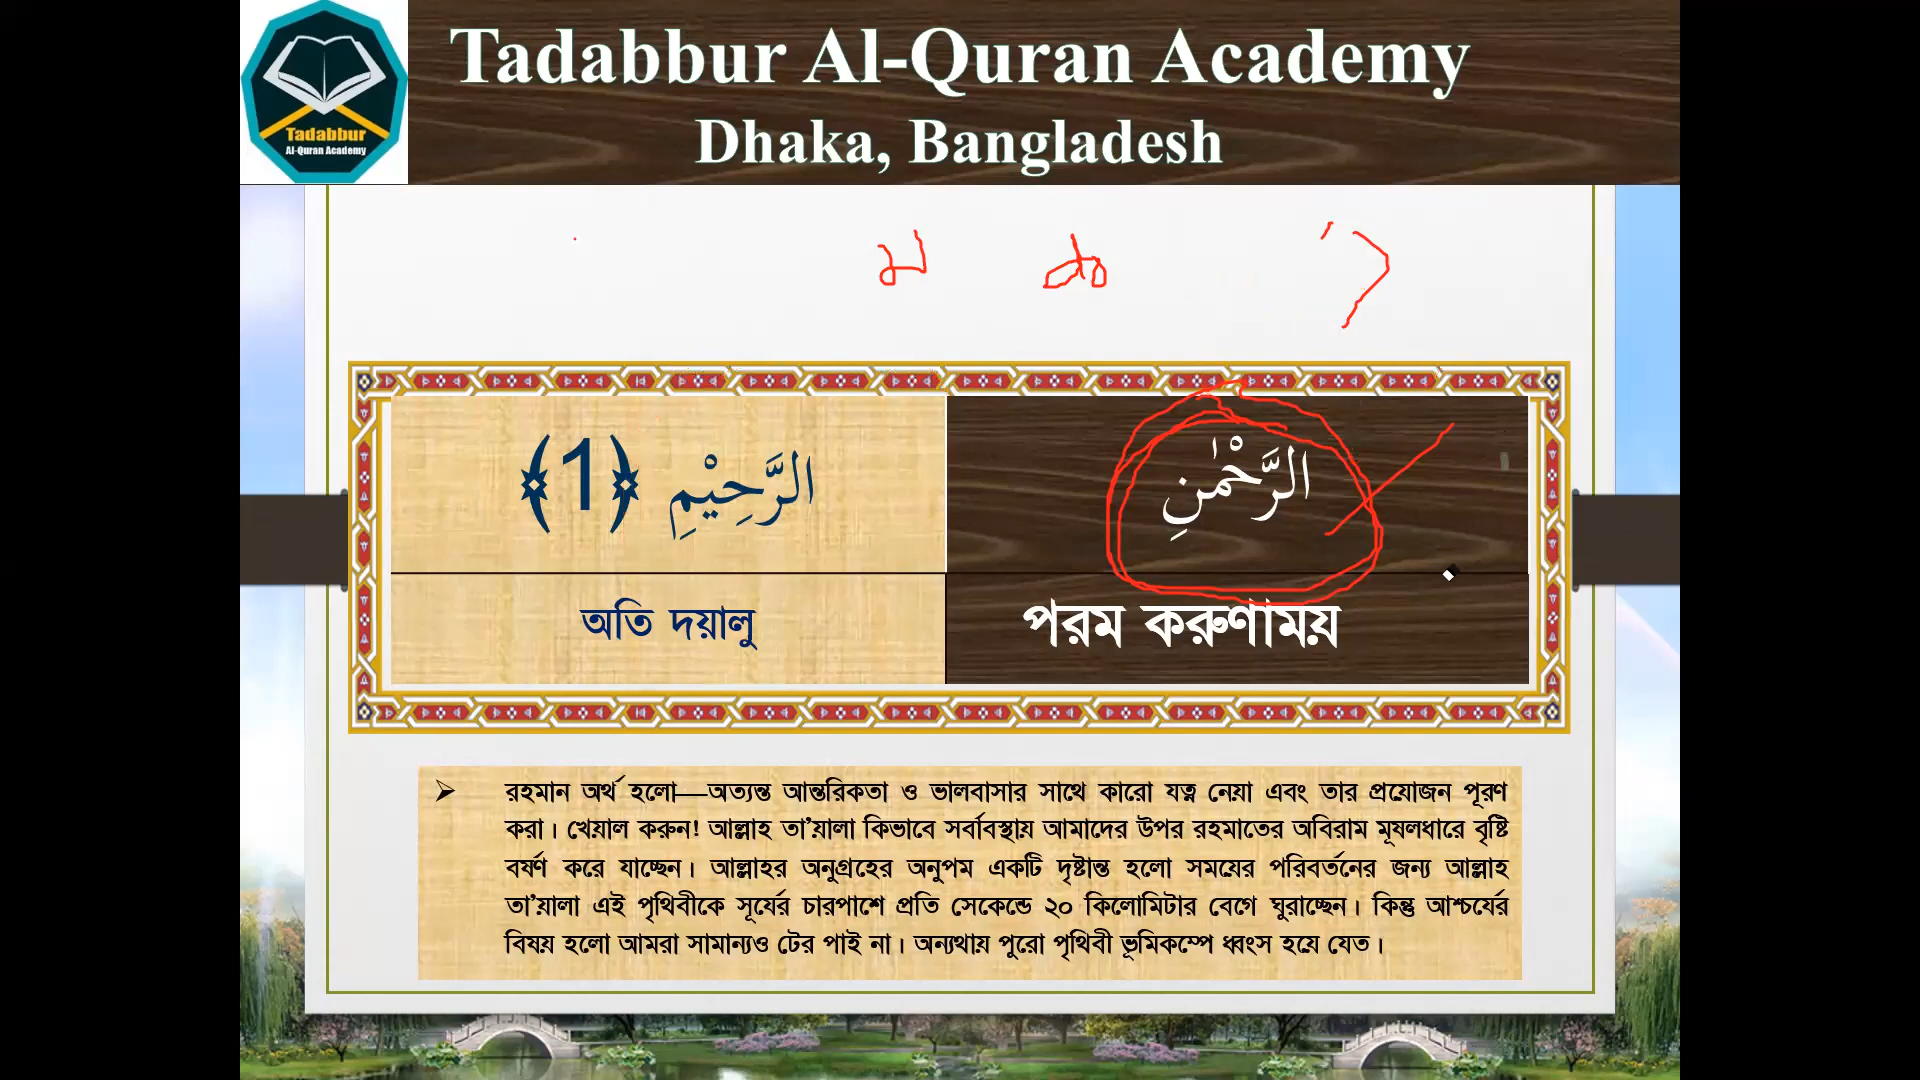 Tadabbur Al-Quran Academy
Dhaka, Bangladesh
Tadabbur
Al-Quran Academy
الرَّحْمٰنِ
الرَّحِيْمِ ﴿1﴾
পরম করুণাময়
অতি দয়ালু
রহমান অর্থ হলো—অত্যন্ত আন্তরিকতা ও ভালবাসার সাথে কারো যত্ন নেয়া এবং তার প্রয়োজন পূরণ
করা। খেয়াল করুন! আল্লাহ তা’য়ালা কিভাবে সর্বাবস্থায় আমাদের উপর রহমাতের অবিরাম মূষলধারে বৃষ্টি
বর্ষণ করে যাচ্ছেন। আল্লাহর অনুগ্রহের অনুপম একটি দৃষ্টান্ত হলো সময়ের পরিবর্তনের জন্য আল্লাহ
তা’য়ালা এই পৃথিবীকে সূর্যের চারপাশে প্রতি সেকেন্ডে ২০ কিলোমিটার বেগে ঘুরাচ্ছেন। কিন্তু আশ্চর্যের
বিষয় হলো আমরা সামান্যও টের পাই না। অন্যথায় পুরো পৃথিবী ভূমিকম্পে ধ্বংস হয়ে যেত।